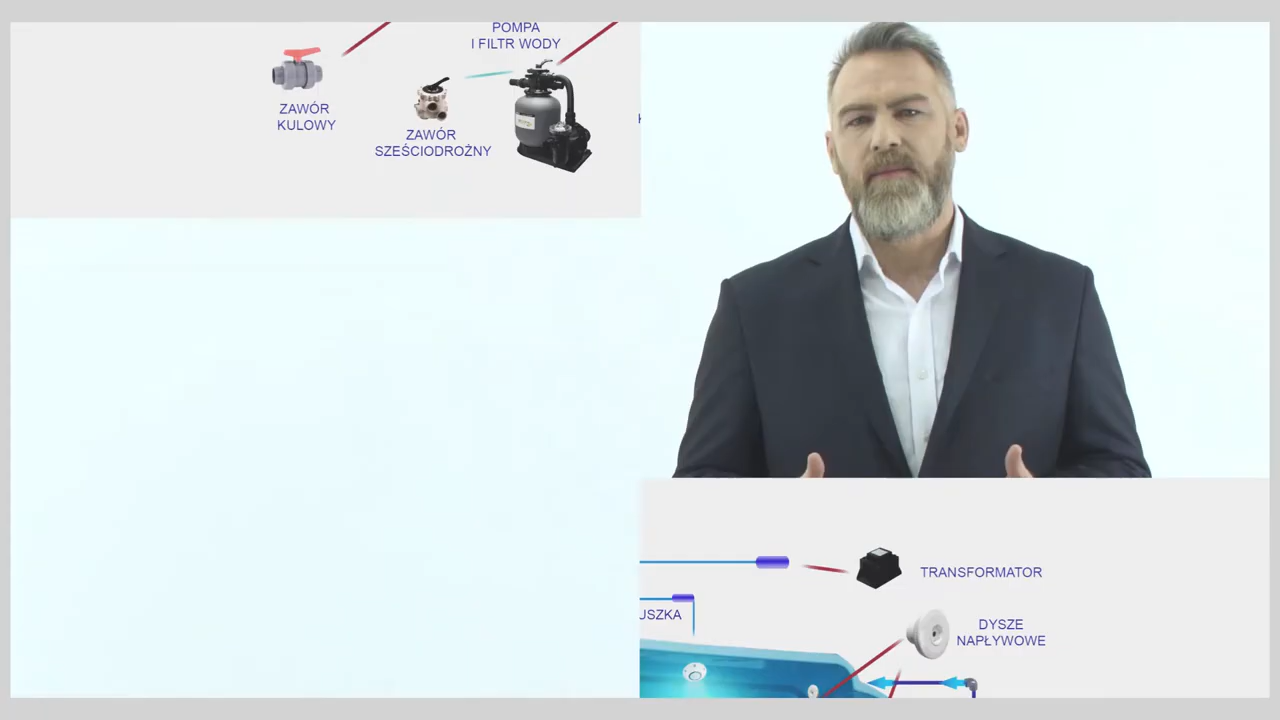 POMPA
I FILTR WODY
ZAWÓR
KULOWY
ZAWÓR
SZEŚCIODROŻNY
TRANSFORMATOR
USZKA
DYSZE
NAPŁYWOWE